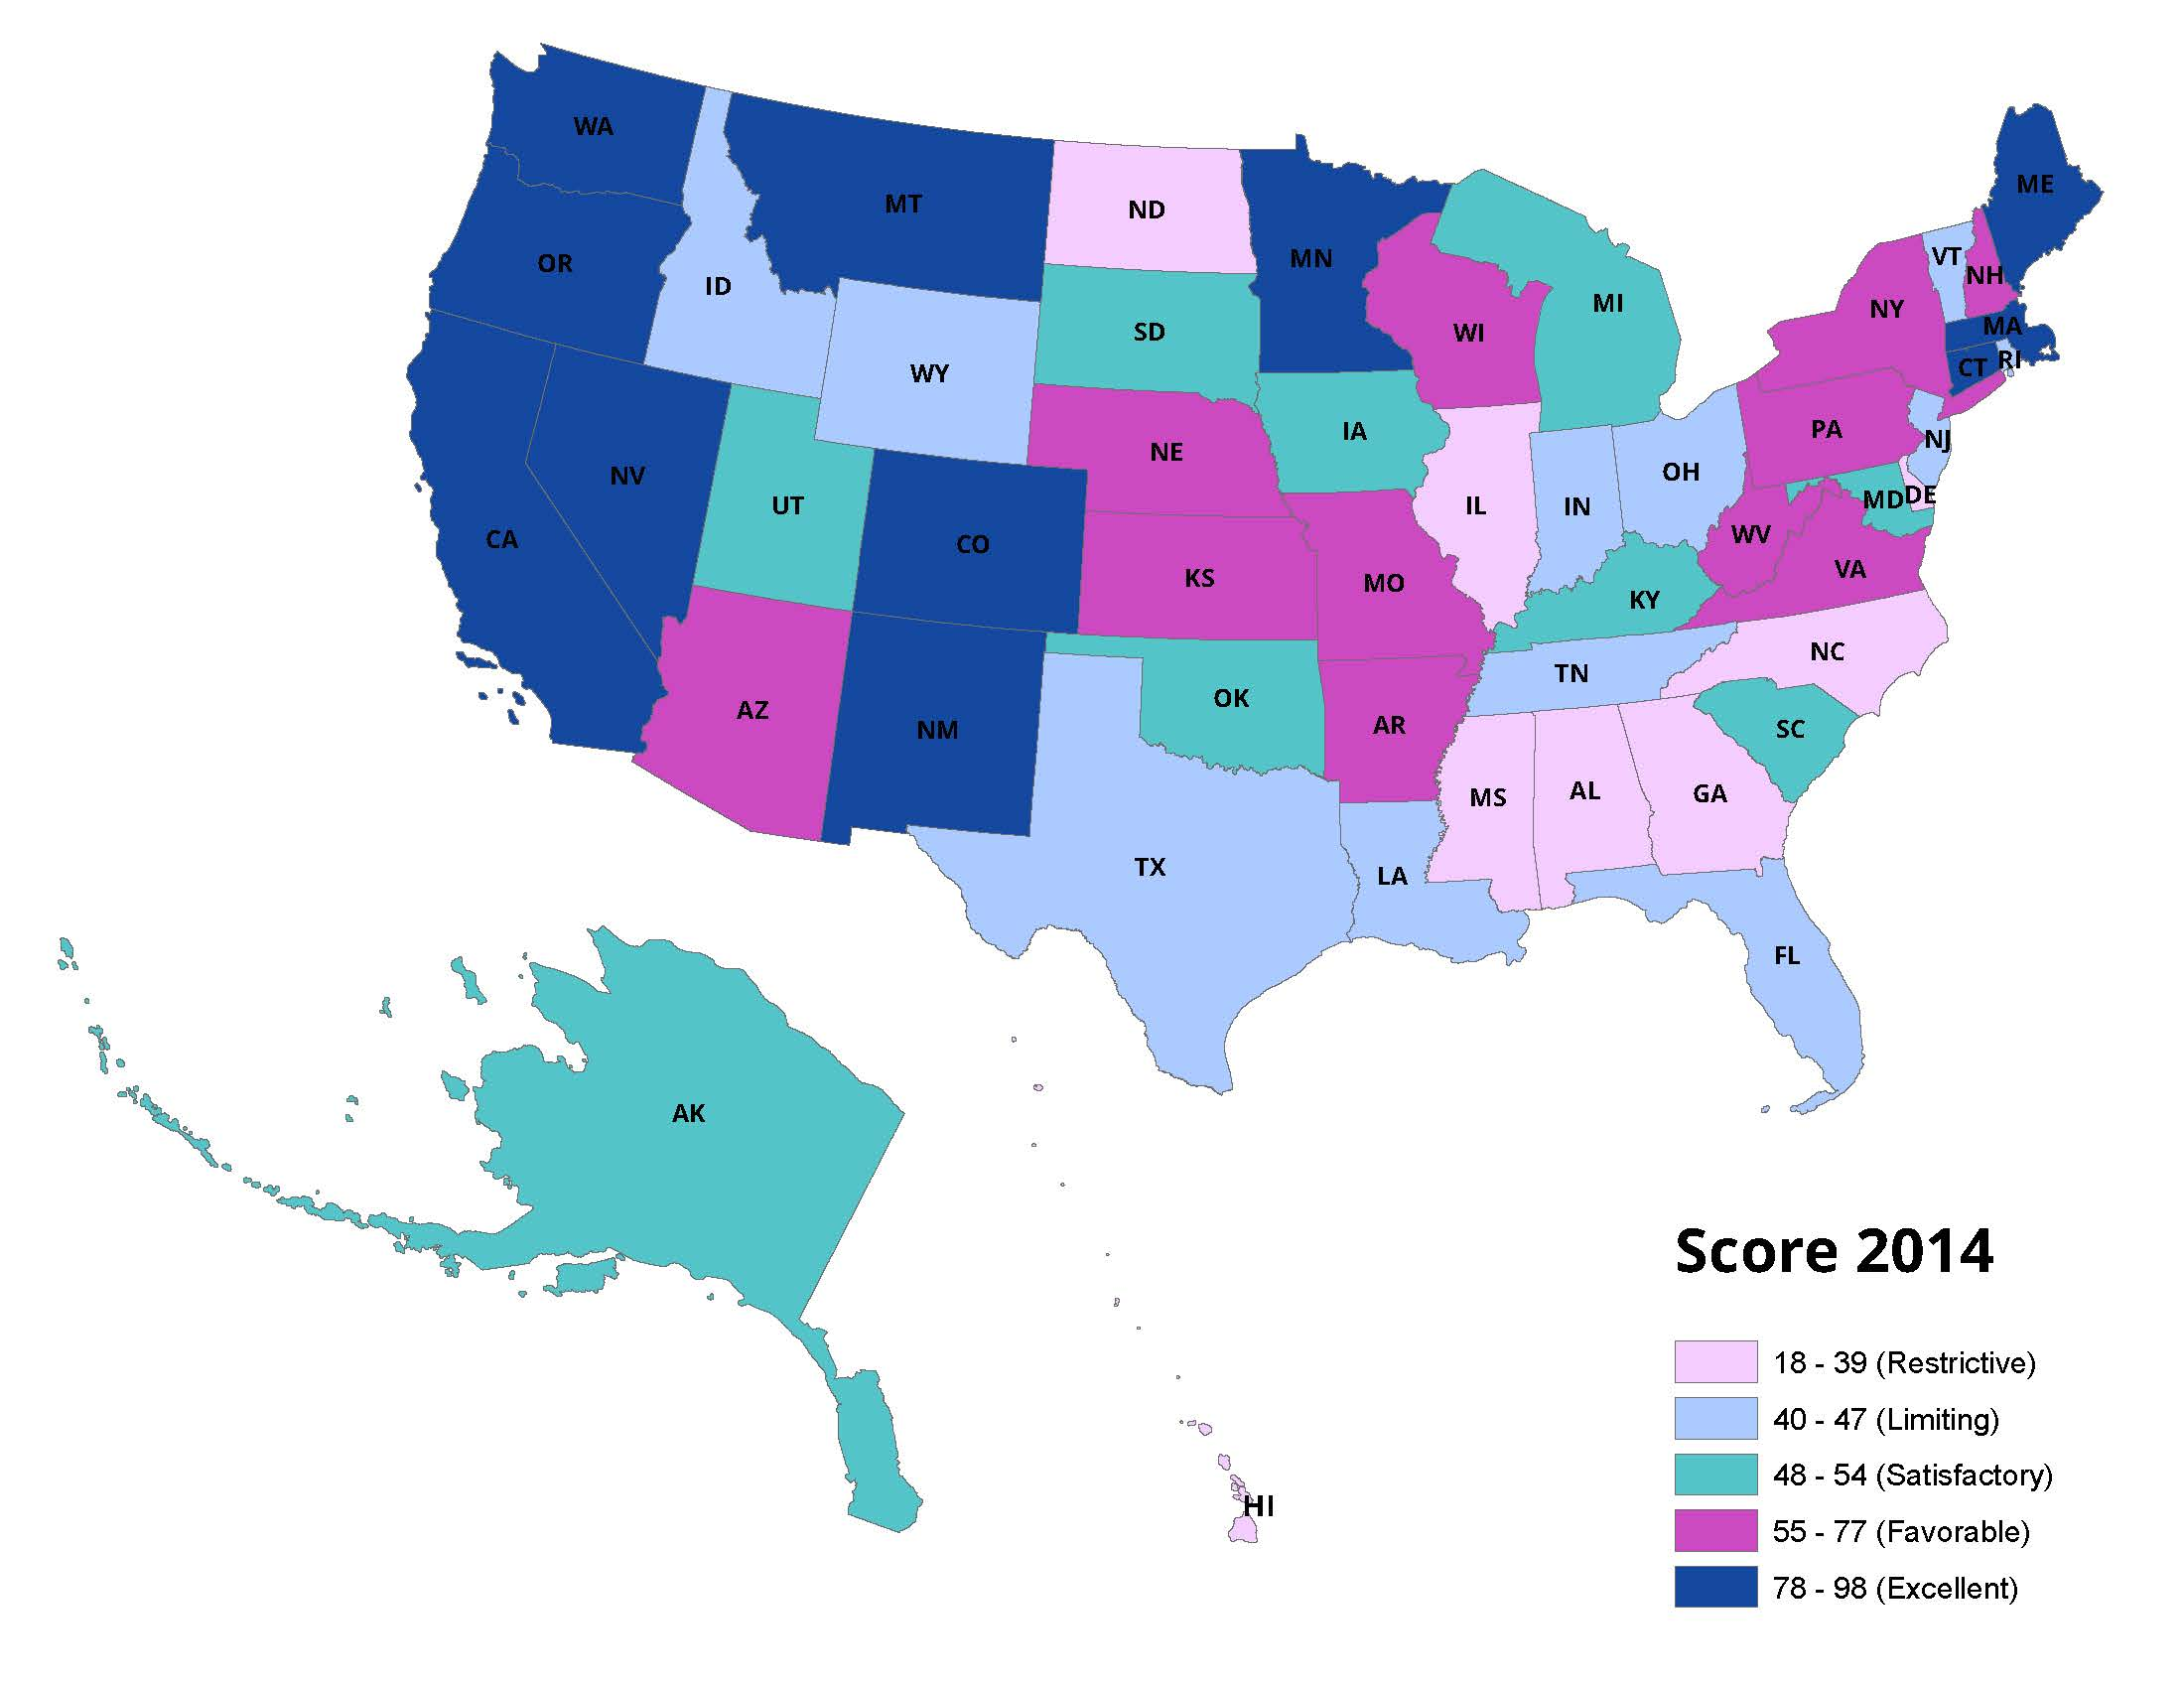 WA
ME
MT
ND
OR
MN
VT
NH
ID
MI
NY
SD
WI
MA
RI
CT
WY
IA
PA
NJ
NE
OH
NV
UT
IL
IN
MD
DE
CA
CO
WV
VA
KS
MO
KY
NC
TN
OK
AZ
AR
SC
NM
MS
AL
GA
TX
LA
FL
AK
HI
Score 2014
18 - 39 (Restrictive)
40 - 47 (Limiting)
48 - 54 (Satisfactory)
55 - 77 (Favorable)
78 - 98 (Excellent)